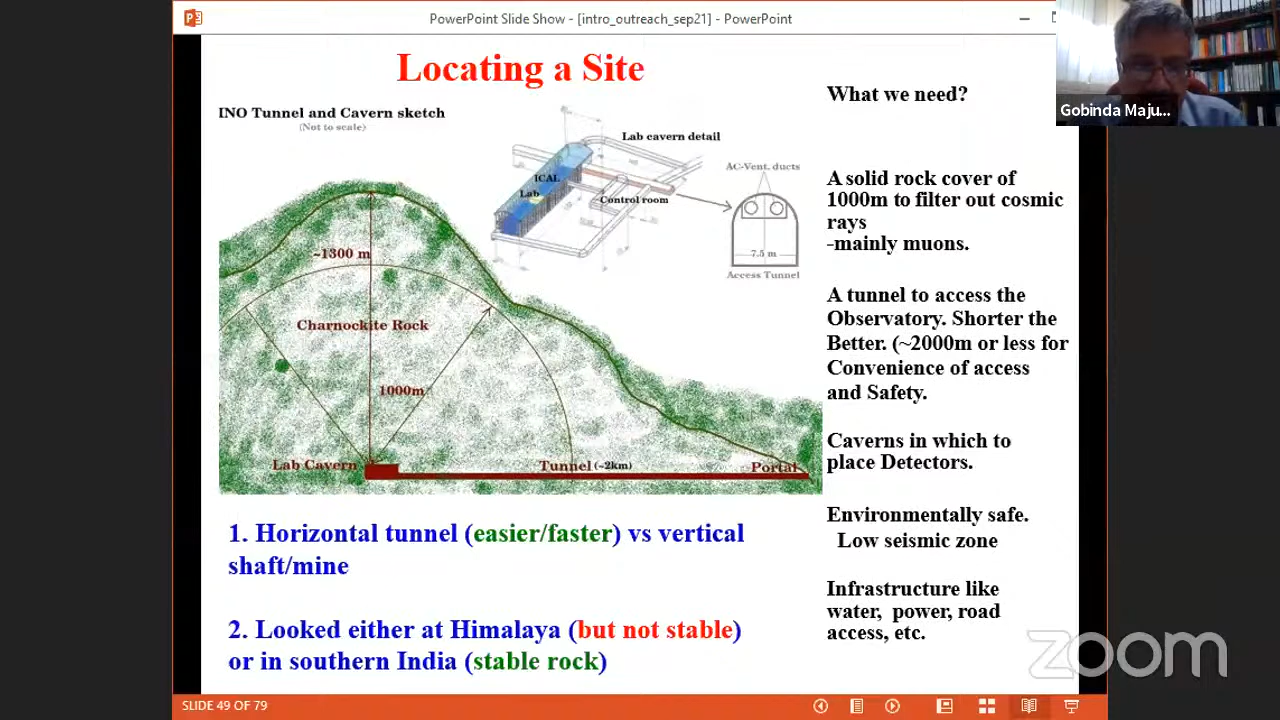 PowerPoint Slide Show - [intro_outreach_sep21] - PowerPoint
Gobinda Maju...
Locating a Site
INO Tunnel and Cavern sketch
(Not to scale)
Lab cavern detail
AC-Vent. ducts
ICAL
Lab
Control room
7.5 m
Access Tunnel
~1300 m
Charnockite Rock
1000m
Lab Cavern
Tunnel (~2km)
Portal
1. Horizontal tunnel (easier/faster) vs vertical
shaft/mine
2. Looked either at Himalaya (but not stable)
or in southern India (stable rock)
What we need?
A solid rock cover of
1000m to filter out cosmic
rays
-mainly muons.
A tunnel to access the
Observatory. Shorter the
Better. (~2000m or less for
Convenience of access
and Safety.
Caverns in which to
place Detectors.
Environmentally safe.
Low seismic zone
Infrastructure like
water, power, road
access, etc.
zoom
SLIDE 49 OF 79